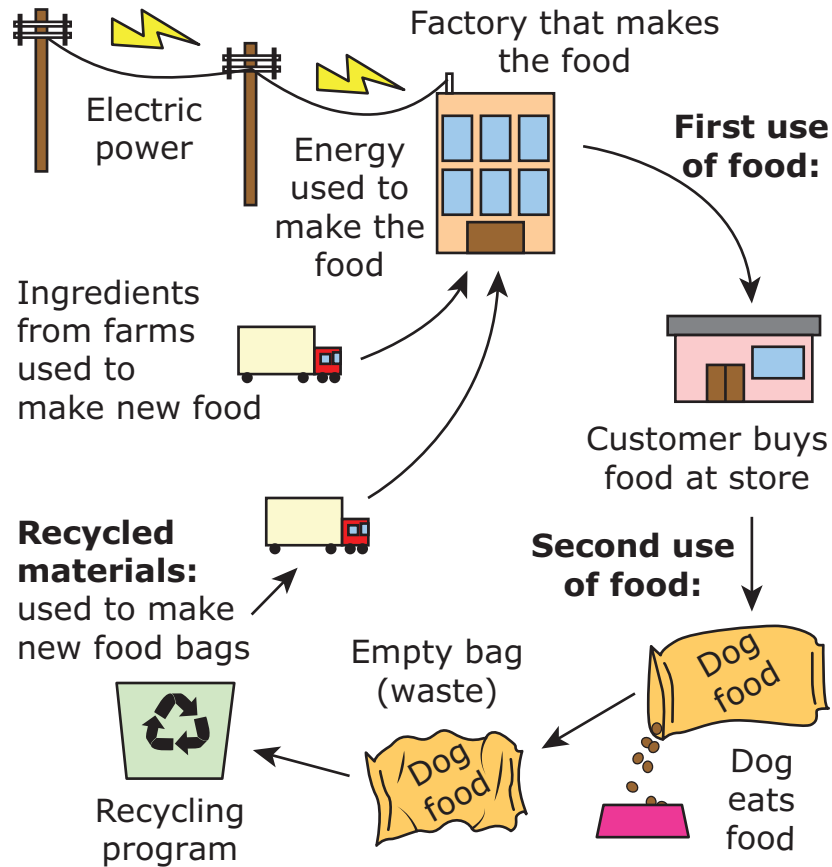 Factory that makes
the food
Electric
power
Energy
used to
make the
food
First use
of food:
Ingredients
from farms
used to
make new food
Customer buys
food at store
Recycled
materials:
used to make
new food bags
Second use
of food:
Empty bag
(waste)
Dog
food
Dog
food
Dog
eats
food
Recycling
program